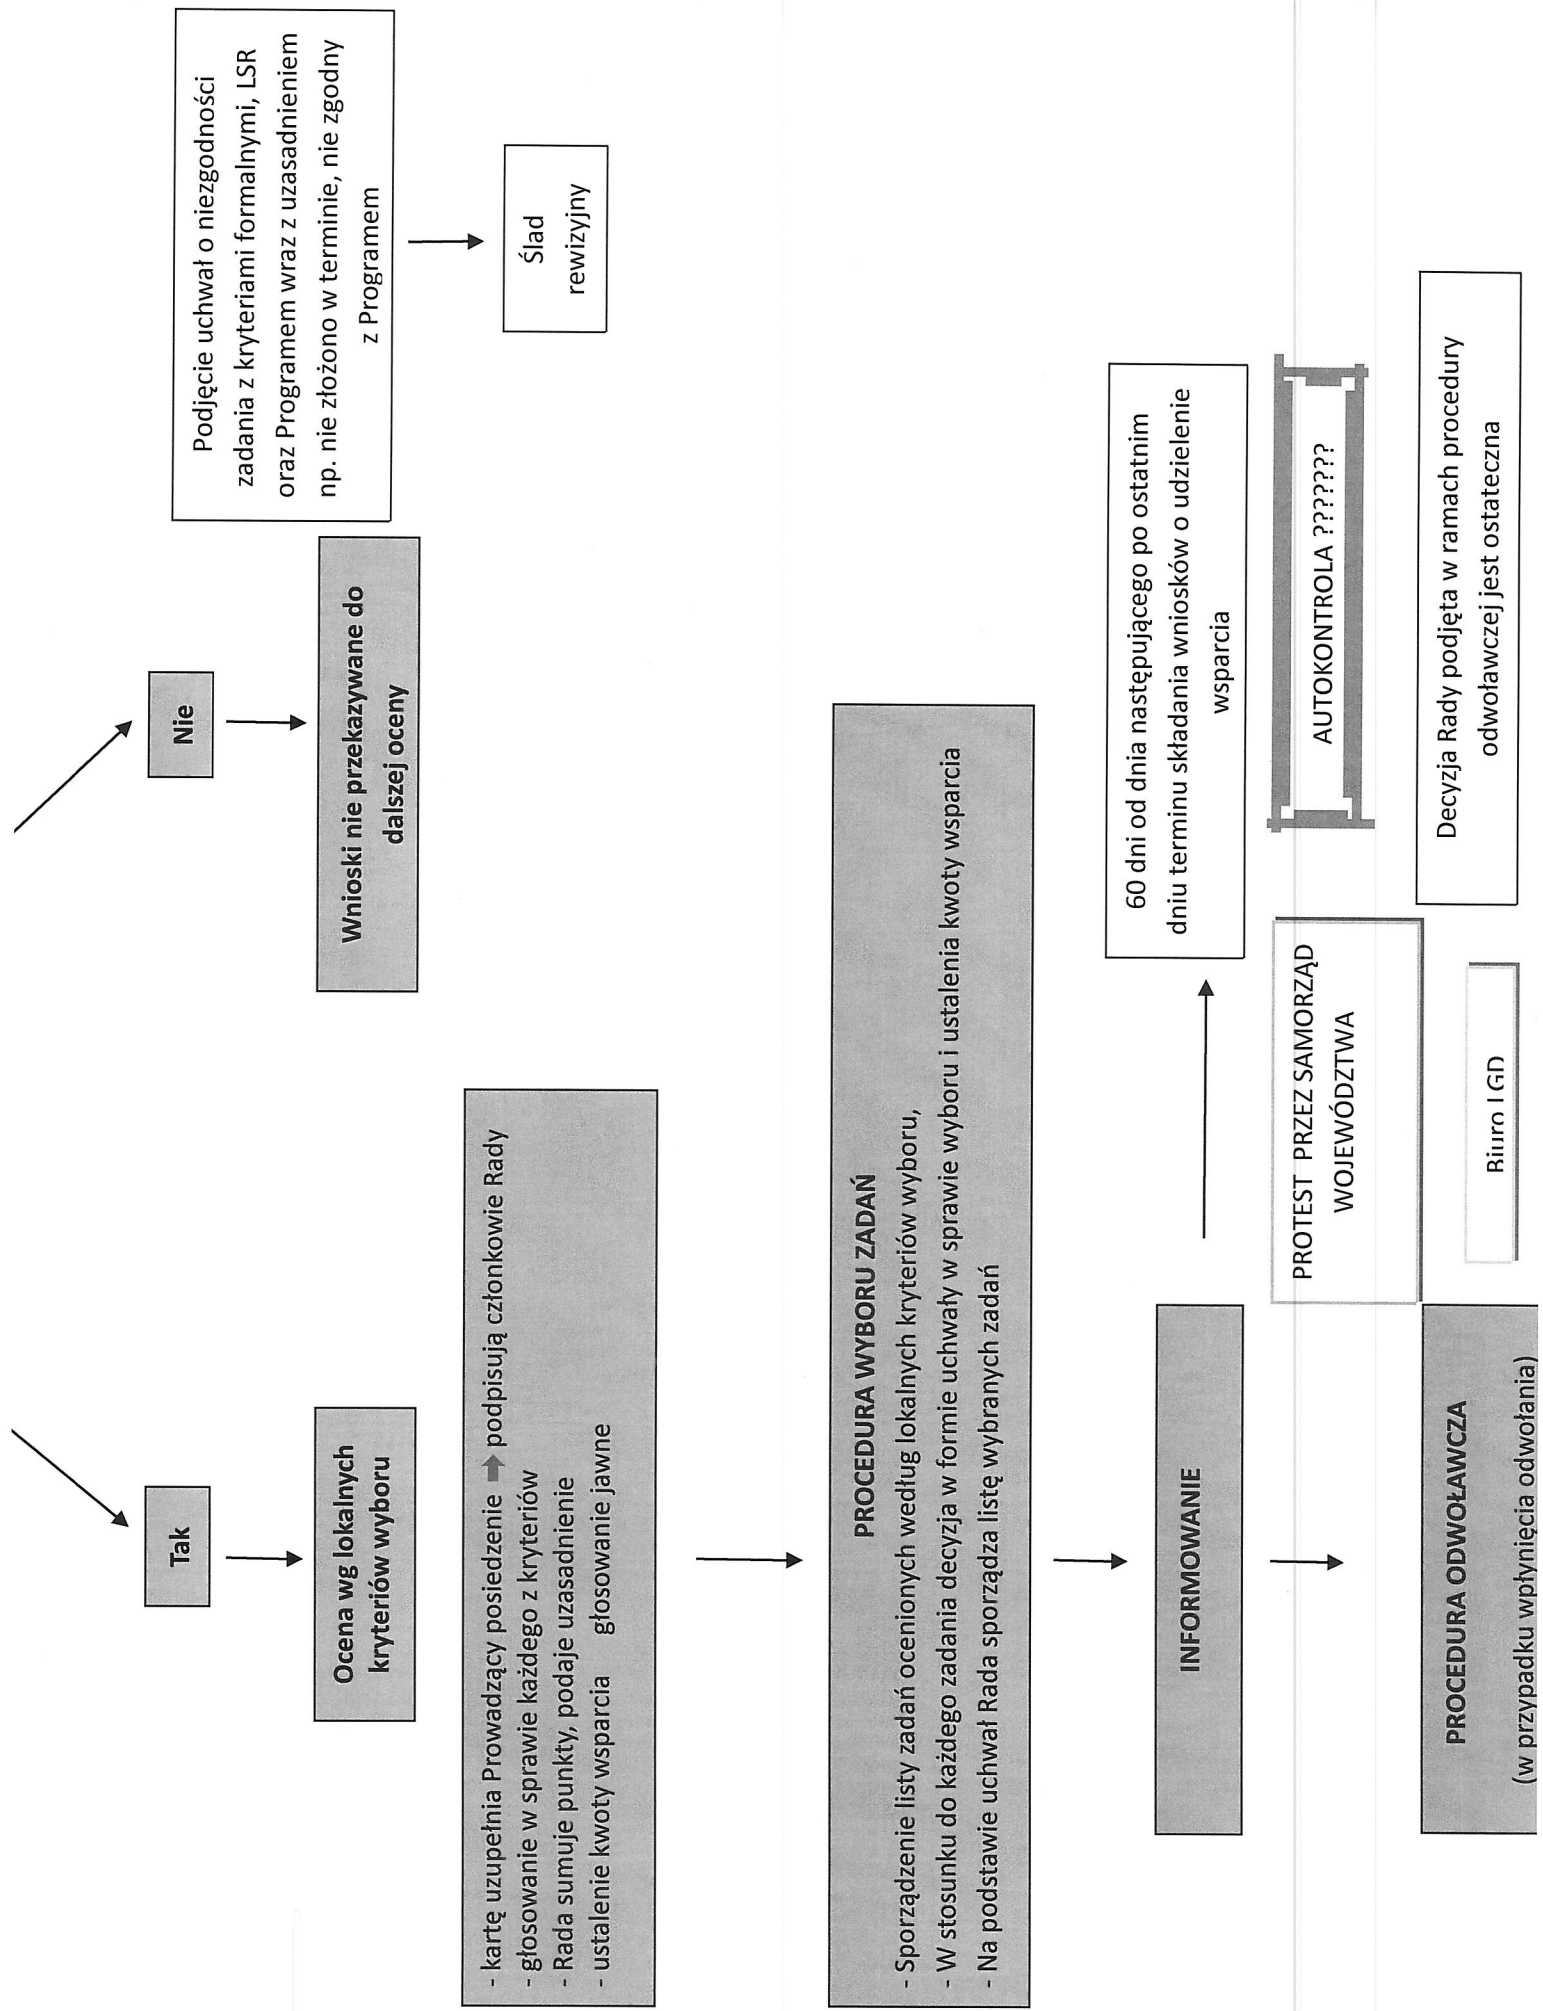 Tak
Nie
Podjęcie uchwał o niezgodności
zadania z kryteriami formalnymi, LSR
oraz Programem wraz z uzasadnieniem
np. nie złożono w terminie, nie zgodny
z Programem
Ocena wg lokalnych
kryteriów wyboru
Wnioski nie przekazywane do
dalszej oceny
Ślad
rewizyjny
- kartę uzupełnia Prowadzący posiedzenie ➡ podpisują członkowie Rady
- głosowanie w sprawie każdego z kryteriów
- Rada sumuje punkty, podaje uzasadnienie
- ustalenie kwoty wsparcia głosowanie jawne
PROCEDURA WYBORU ZADAŃ
- Sporządzenie listy zadań ocenionych według lokalnych kryteriów wyboru,
- W stosunku do każdego zadania decyzja w formie uchwały w sprawie wyboru i ustalenia kwoty wsparcia
- Na podstawie uchwał Rada sporządza listę wybranych zadań
INFORMOWANIE
60 dni od dnia następującego po ostatnim
dniu terminu składania wniosków o udzielenie
wsparcia
PROTEST PRZEZ SAMORZĄD
WOJEWÓDZTWA
AUTOKONTROLA ???????
PROCEDURA ODWOŁAWCZA
(w przypadku wpłynięcia odwołania)
Biuro LGD
Decyzja Rady podjęta w ramach procedury
odwoławczej jest ostateczna